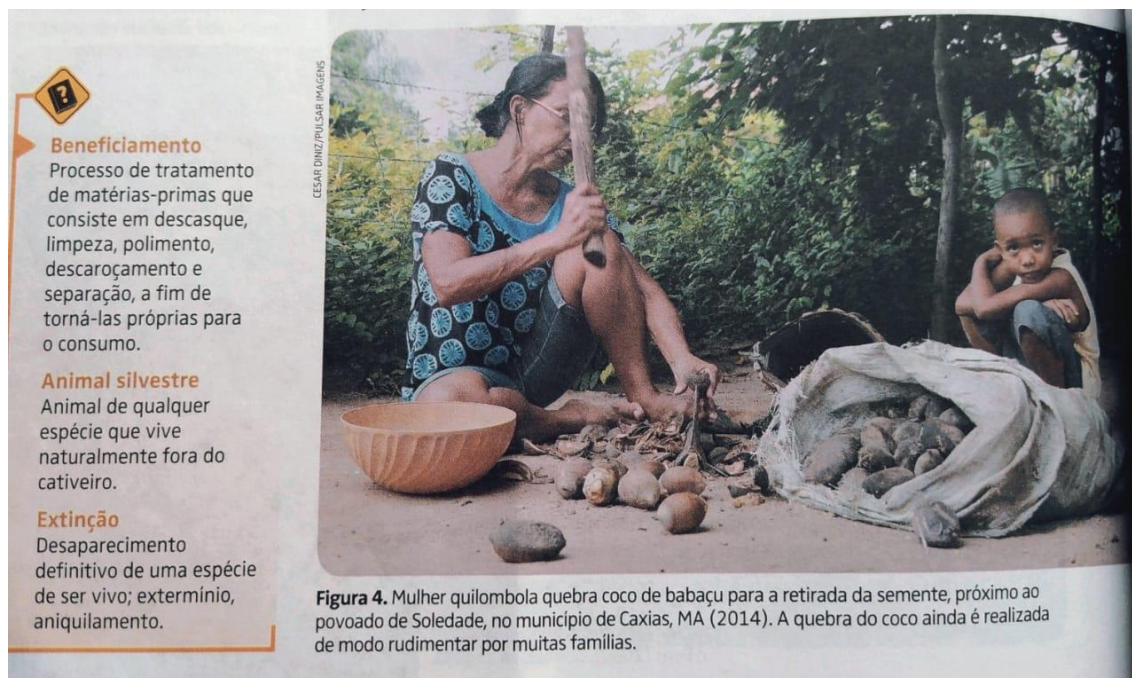 Beneficiamento
Processo de tratamento
de matérias-primas que
consiste em descasque,
limpeza, polimento,
descaroçamento e
separação, a fim de
torná-las próprias para
o consumo.
Animal silvestre
Animal de qualquer
espécie que vive
naturalmente fora do
cativeiro.
Extinção
Desaparecimento
definitivo de uma espécie
de ser vivo; extermínio,
aniquilamento.
CESAR DINIZ/PULSAR IMAGENS
Figura 4. Mulher quilombola quebra coco de babaçu para a retirada da semente, próximo ao
povoado de Soledade, no município de Caxias, MA (2014). A quebra do coco ainda é realizada
de modo rudimentar por muitas famílias.